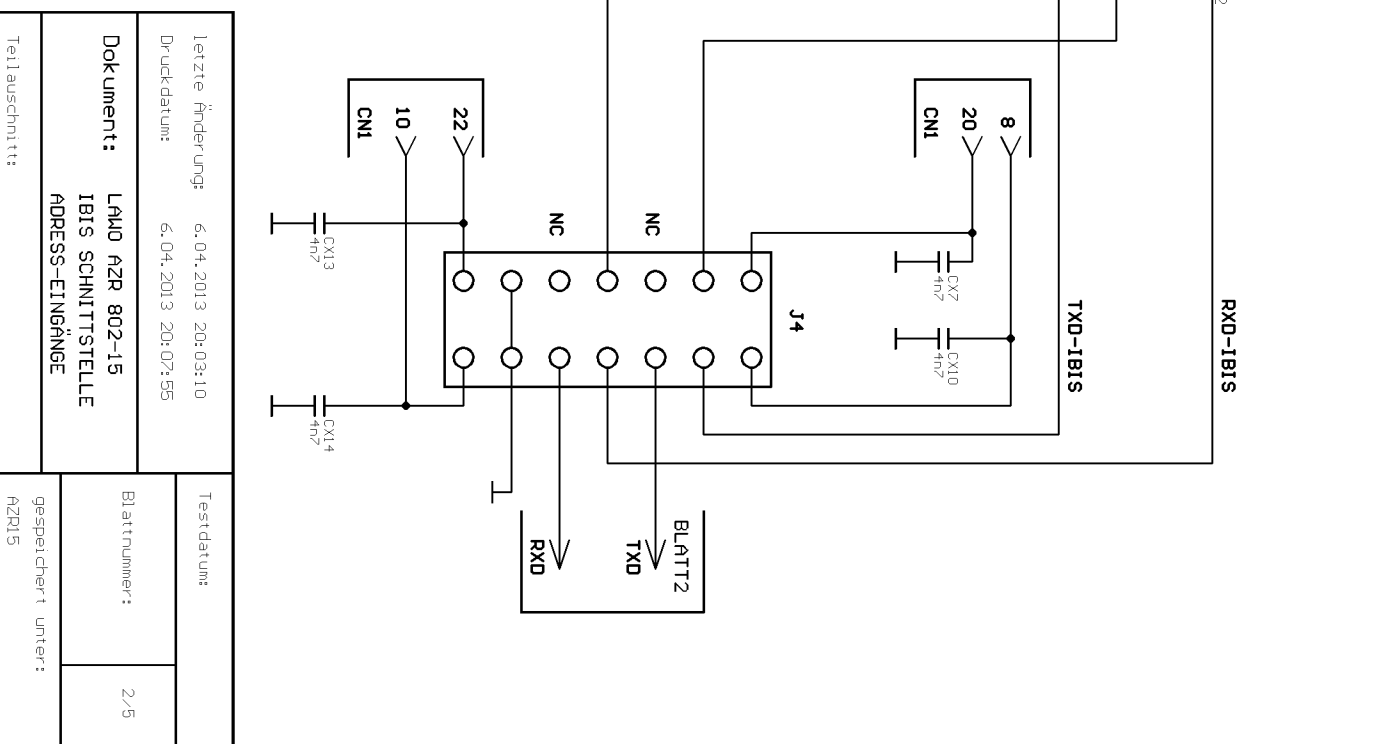 RXD-IBIS
TXD-IBIS
8
20
CN1
CX7
4n7
CX10
4n7
J4
BLATT2
TXD
RXD
NC
NC
22
10
CN1
CX13
4n7
CX14
4n7
letzte Änderung: 6.04.2013 20:03:10
Druckdatum: 6.04.2013 20:07:55
Dokument: LAWO AZR 802-15
IBIS SCHNITTSTELLE
ADRESS-EINGÄNGE
Teilauschnitt:
Testdatum:
Blattnummer: 2/5
gespeichert unter:
AZR15